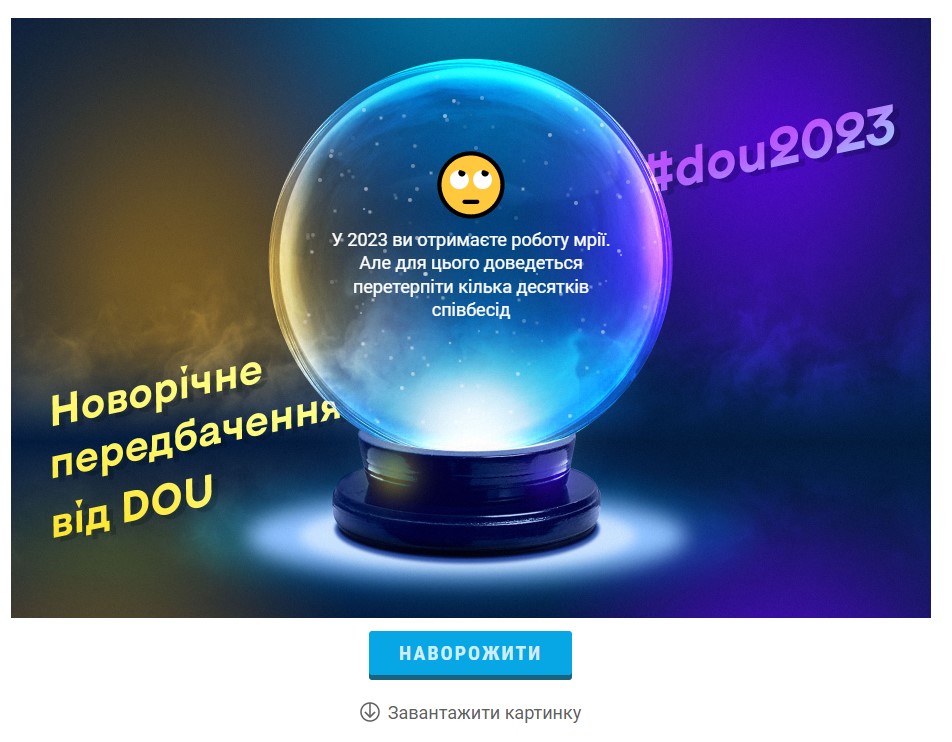 #dou2023
У 2023 ви отримаєте роботу мрії.
Але для цього доведеться
перетерпіти кілька десятків
співбесід
Новорічне
передбачення
від DOU
НАВОРОЖИТИ
Завантажити картинку